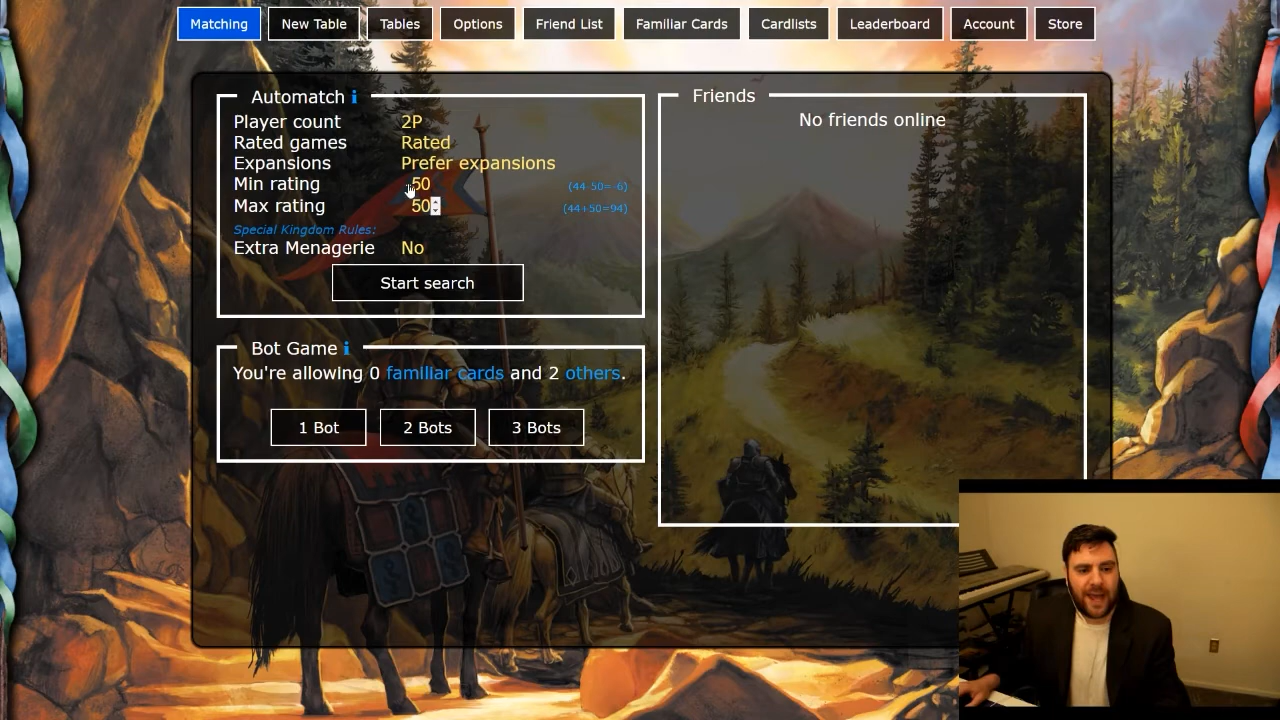 Matching New Table Tables Options Friend List Familiar Cards Cardlists Leaderboard Account Store
Automatch i
Player count 2P
Rated games Rated
Expansions Prefer expansions
Min rating -50 (44-50=-6)
Max rating 50 (44+50=94)
Special Kingdom Rules:
Extra Menagerie No
Start search
Bot Game i
You're allowing 0 familiar cards and 2 others.
1 Bot 2 Bots 3 Bots
Friends
No friends online